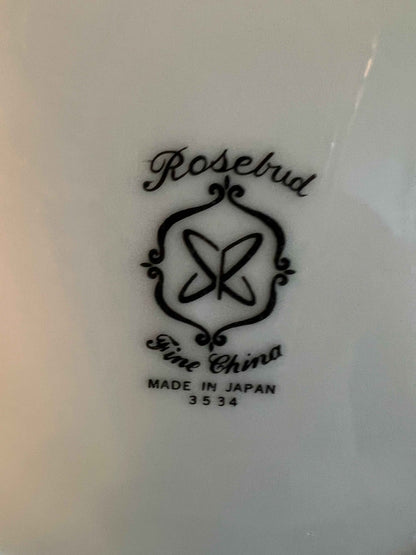 Rosebud
Fine China
MADE IN JAPAN
3534